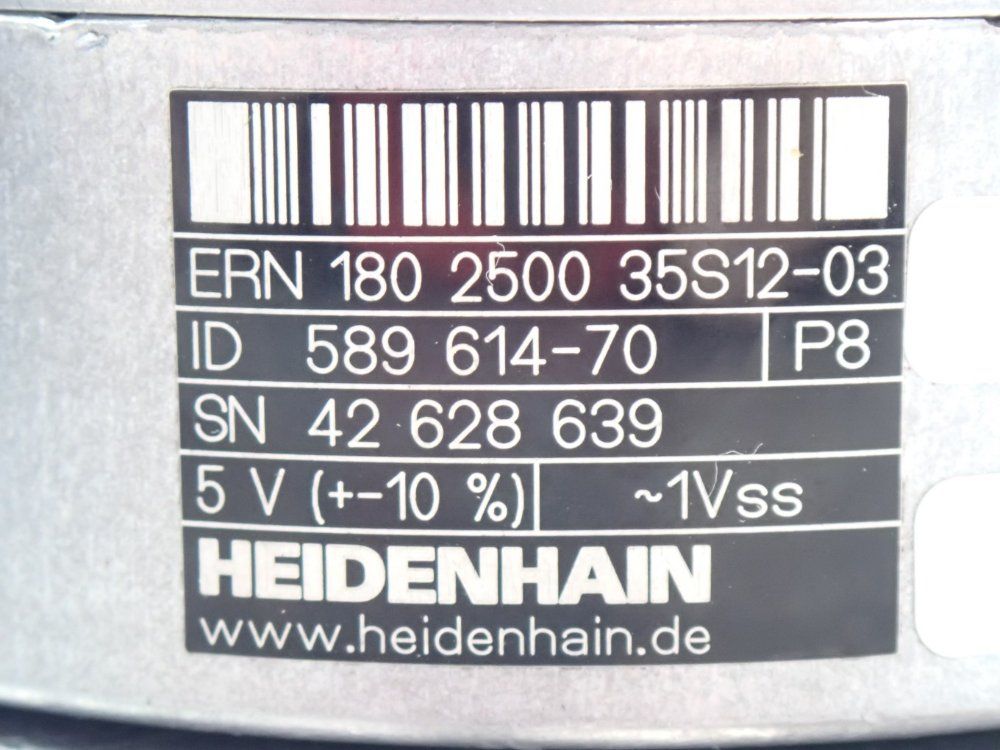 ERN 180 2500 35S12-03
ID 589 614-70 P8
SN 42 628 639
5 V (+-10 %) ~1Vss
HEIDENHAIN
www.heidenhain.de